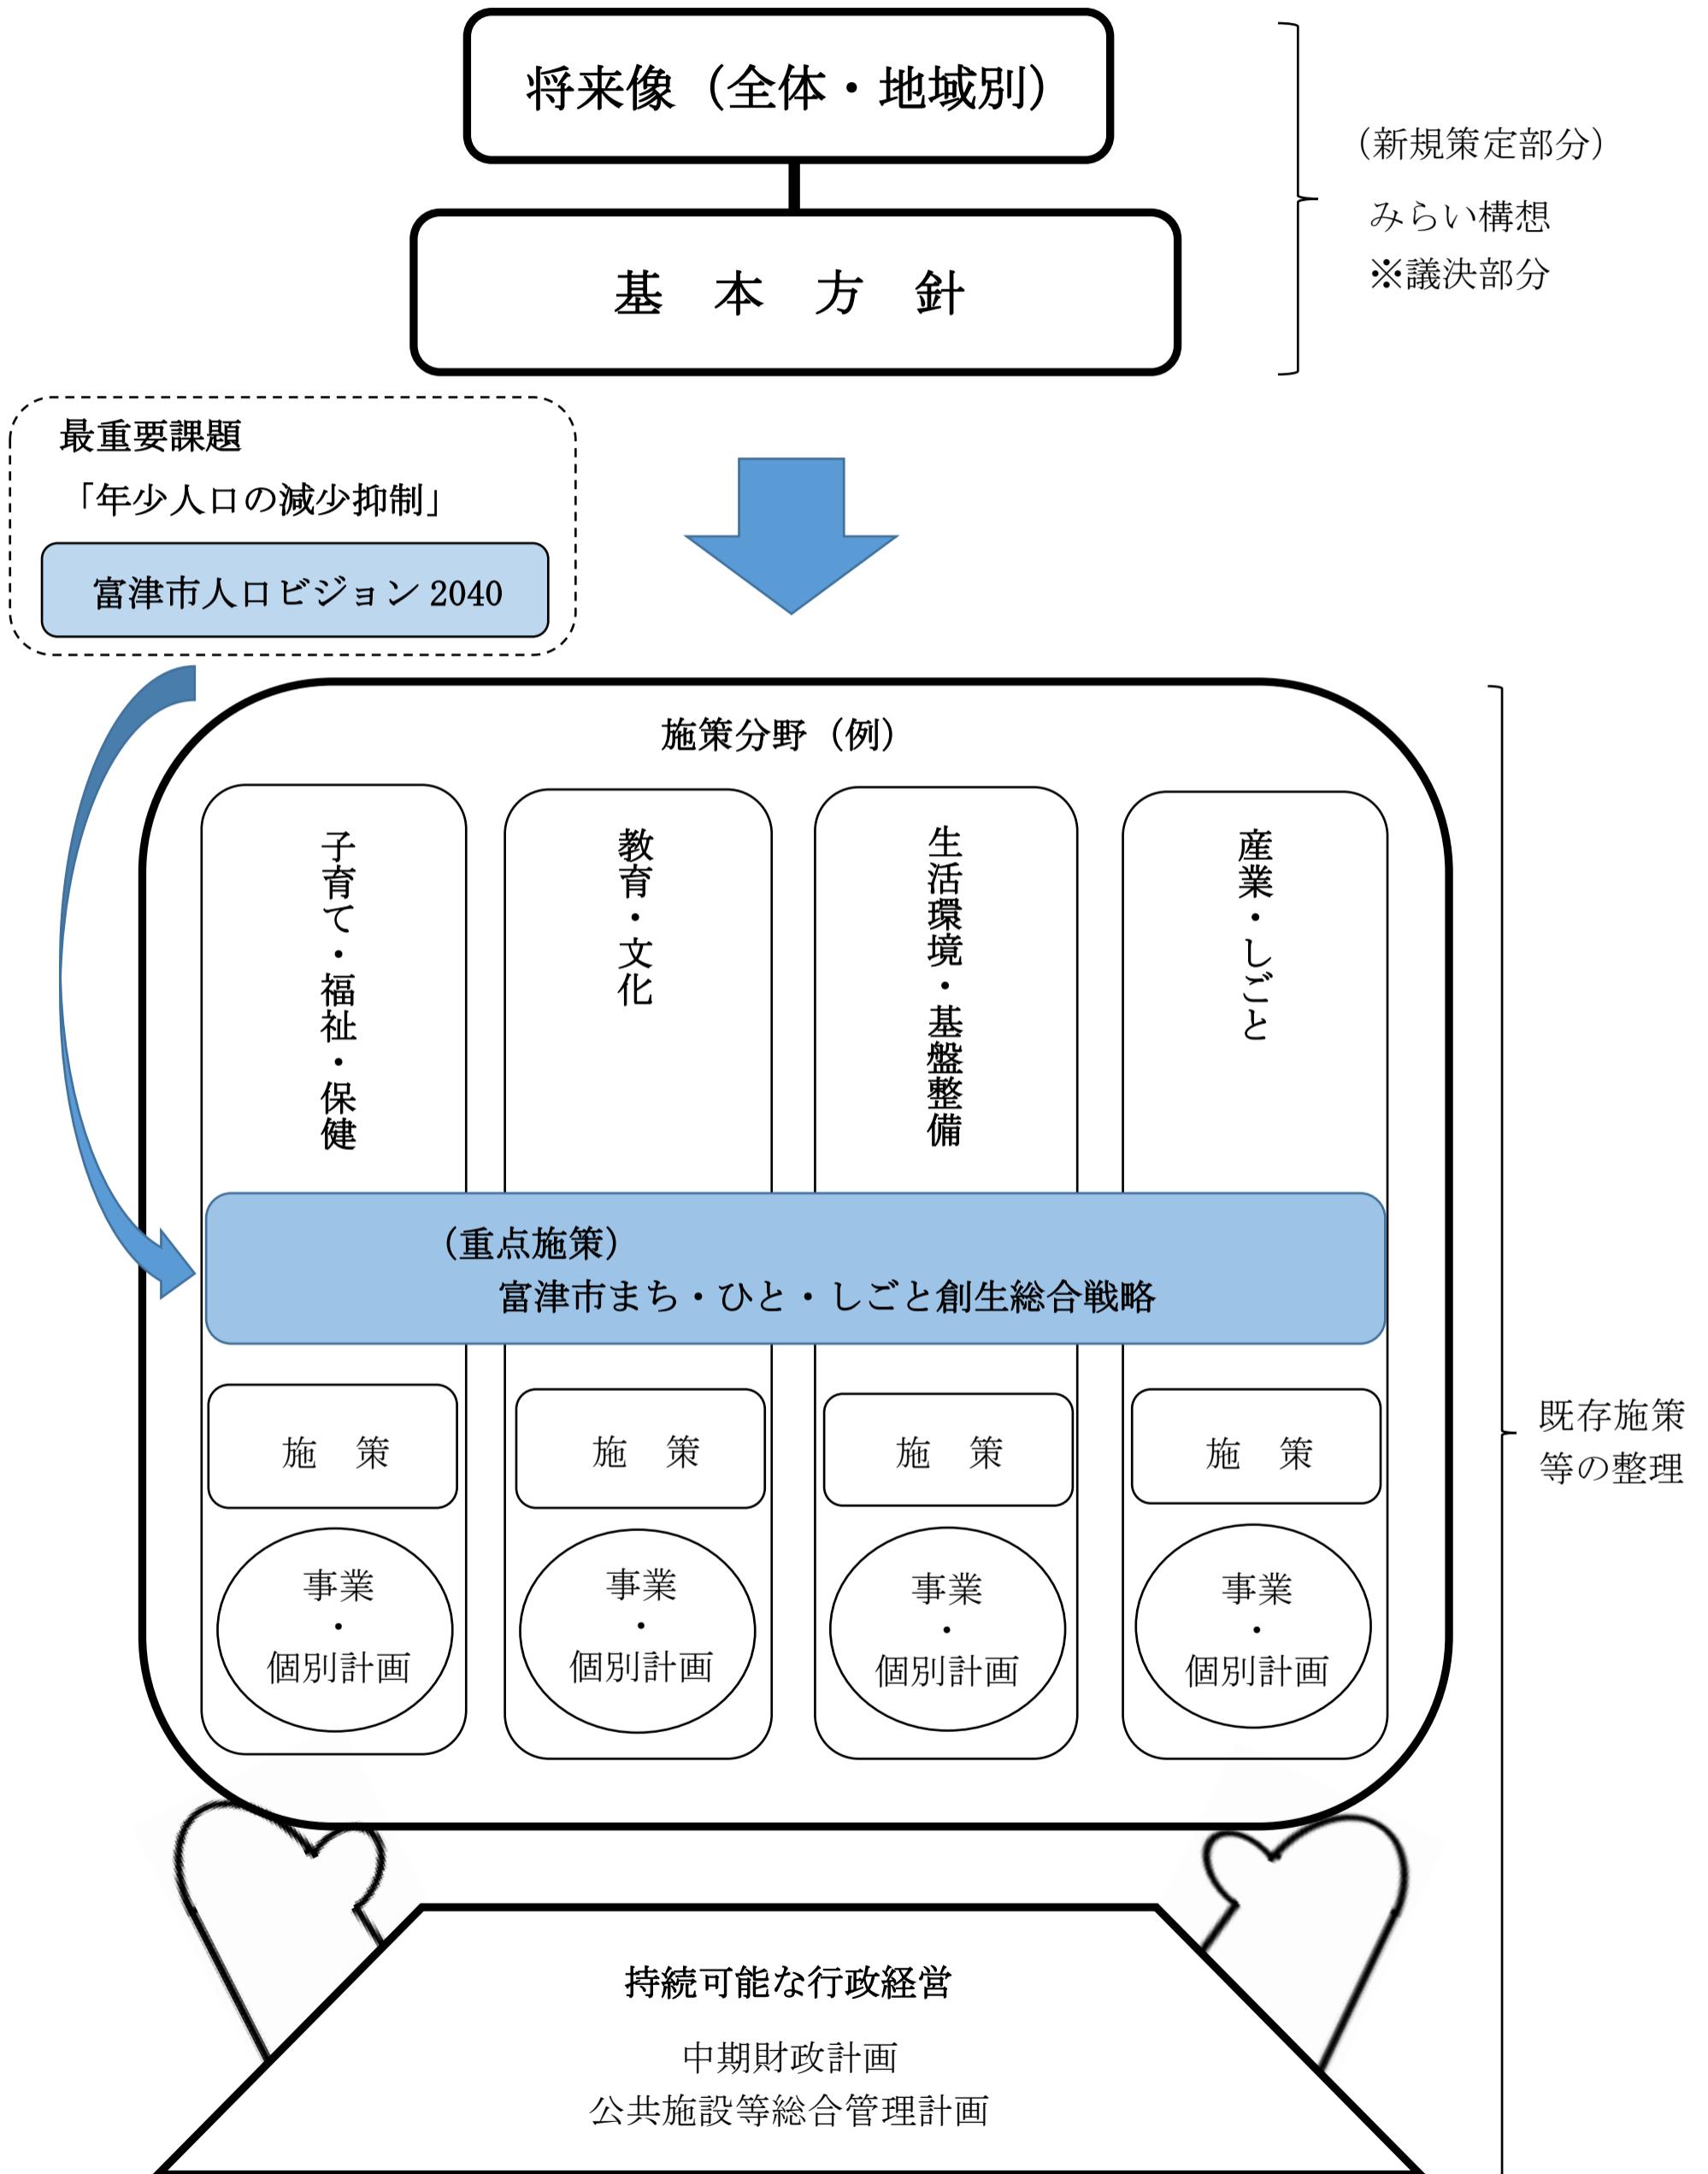 将来像（全体・地域別）
基　本　方　針
（新規策定部分）
みらい構想
※議決部分
最重要課題
「年少人口の減少抑制」
富津市人口ビジョン 2040
施策分野（例）
子育て・福祉・保健
教育・文化
生活環境・基盤整備
産業・しごと
（重点施策）
富津市まち・ひと・しごと創生総合戦略
施　策
施　策
施　策
施　策
事業
・
個別計画
事業
・
個別計画
事業
・
個別計画
事業
・
個別計画
既存施策
等の整理
持続可能な行政経営
中期財政計画
公共施設等総合管理計画